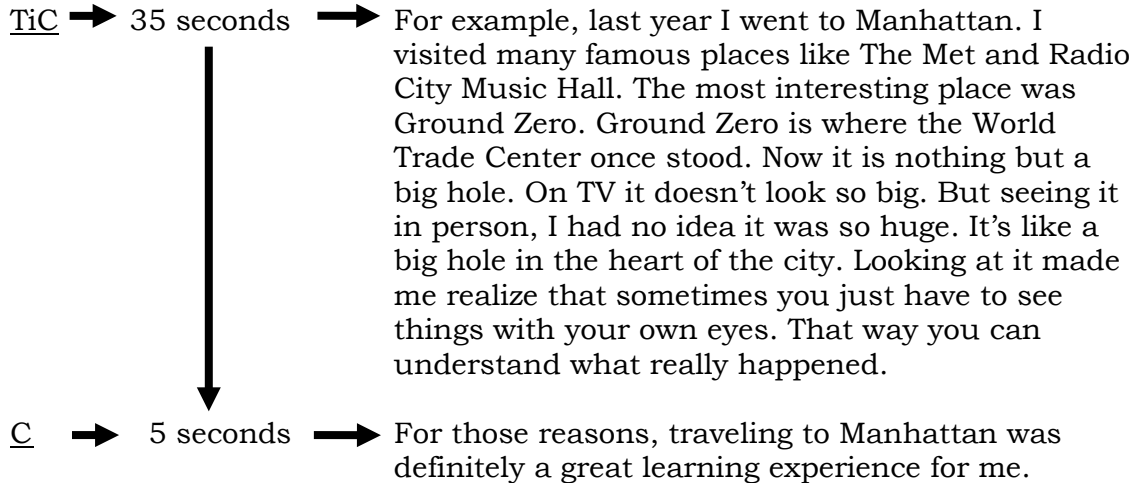 TiC 35 seconds For example, last year I went to Manhattan. I
visited many famous places like The Met and Radio
City Music Hall. The most interesting place was
Ground Zero. Ground Zero is where the World
Trade Center once stood. Now it is nothing but a
big hole. On TV it doesn’t look so big. But seeing it
in person, I had no idea it was so huge. It’s like a
big hole in the heart of the city. Looking at it made
me realize that sometimes you just have to see
things with your own eyes. That way you can
understand what really happened.
C 5 seconds For those reasons, traveling to Manhattan was
definitely a great learning experience for me.